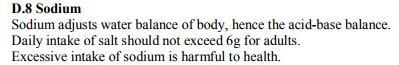 D.8 Sodium
Sodium adjusts water balance of body, hence the acid-base balance.
Daily intake of salt should not exceed 6g for adults.
Excessive intake of sodium is harmful to health.